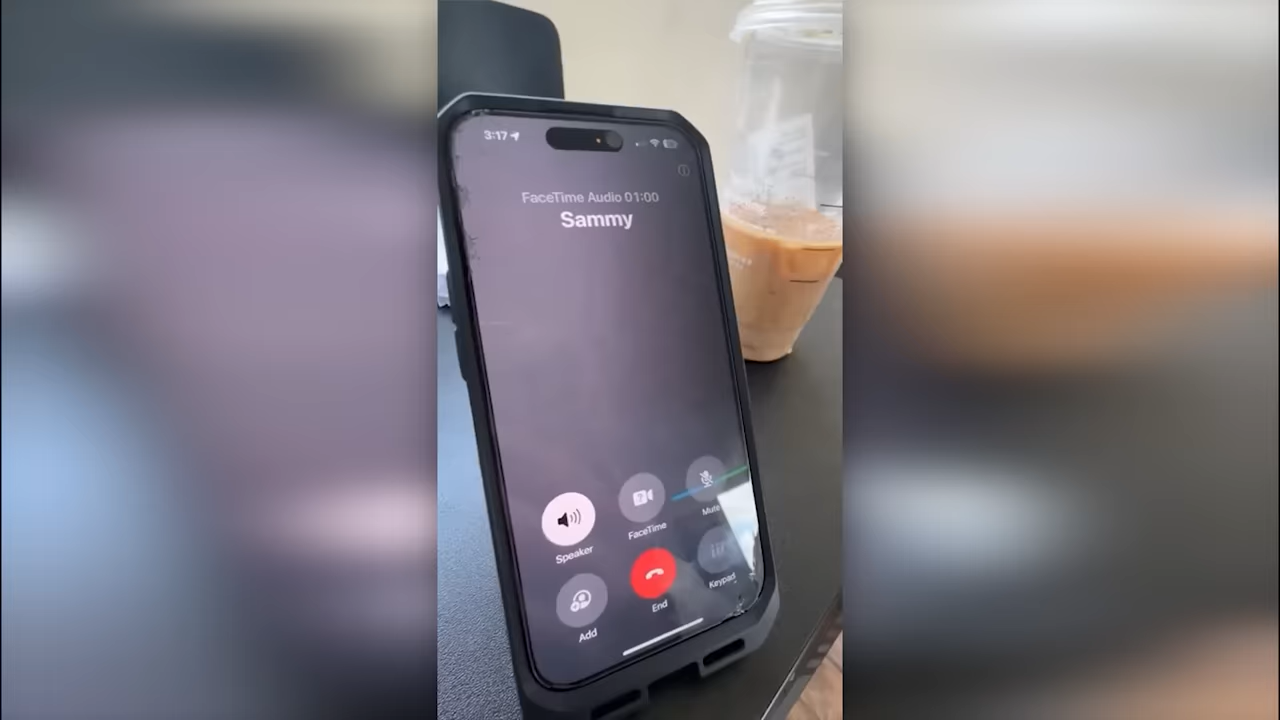 3:17
FaceTime Audio 01:00
Sammy
Speaker
FaceTime
Mute
Add
End
Keypad